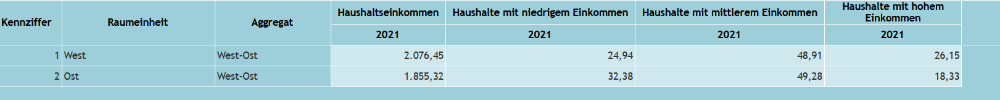 Kennziffer Raumeinheit Aggregat Haushaltseinkommen Haushalte mit niedrigem Einkommen Haushalte mit mittlerem Einkommen Haushalte mit hohem Einkommen
2021 2021 2021 2021
1 West West-Ost 2.076,45 24,94 48,91 26,15
2 Ost West-Ost 1.855,32 32,38 49,28 18,33